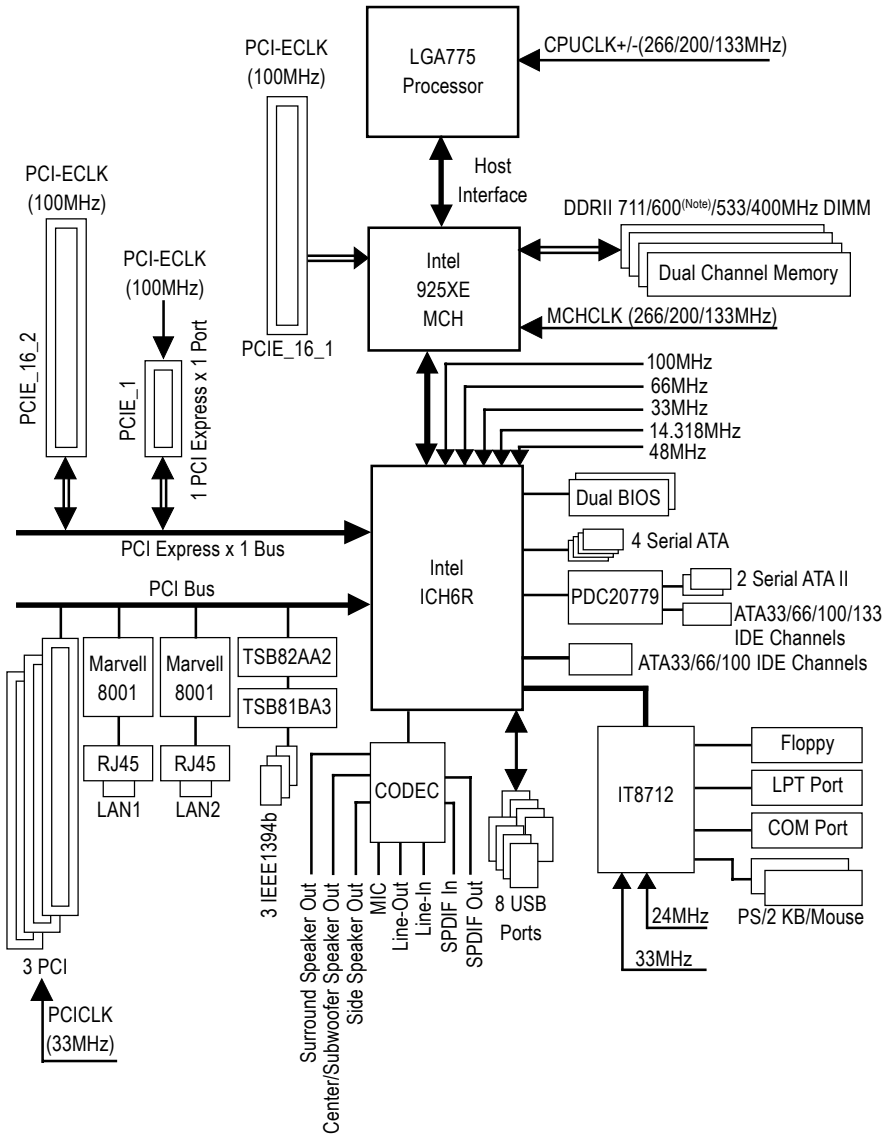 PCI-ECLK
(100MHz)
LGA775
Processor
CPUCLK+/-(266/200/133MHz)
Host
Interface
PCI-ECLK
(100MHz)
PCI-ECLK
(100MHz)
DDRII 711/600(Note)/533/400MHz DIMM
Dual Channel Memory
Intel
925XE
MCH
MCHCLK (266/200/133MHz)
PCIE_16_1
PCIE_16_2
PCIE_1
1 PCI Express x 1 Port
100MHz
66MHz
33MHz
14.318MHz
48MHz
PCI Express x 1 Bus
PCI Bus
Intel
ICH6R
Dual BIOS
4 Serial ATA
PDC20779
2 Serial ATA II
ATA33/66/100/133
IDE Channels
ATA33/66/100 IDE Channels
Marvell
8001
Marvell
8001
TSB82AA2
TSB81BA3
RJ45
RJ45
LAN1
LAN2
3 IEEE1394b
CODEC
Surround Speaker Out
Center/Subwoofer Speaker Out
Side Speaker Out
MIC
Line-Out
Line-In
SPDIF In
SPDIF Out
8 USB
Ports
IT8712
Floppy
LPT Port
COM Port
PS/2 KB/Mouse
24MHz
33MHz
3 PCI
PCICLK
(33MHz)